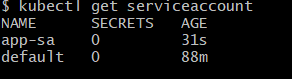 $ kubectl get serviceaccount
NAME SECRETS AGE
app-sa 0 31s
default 0 88m